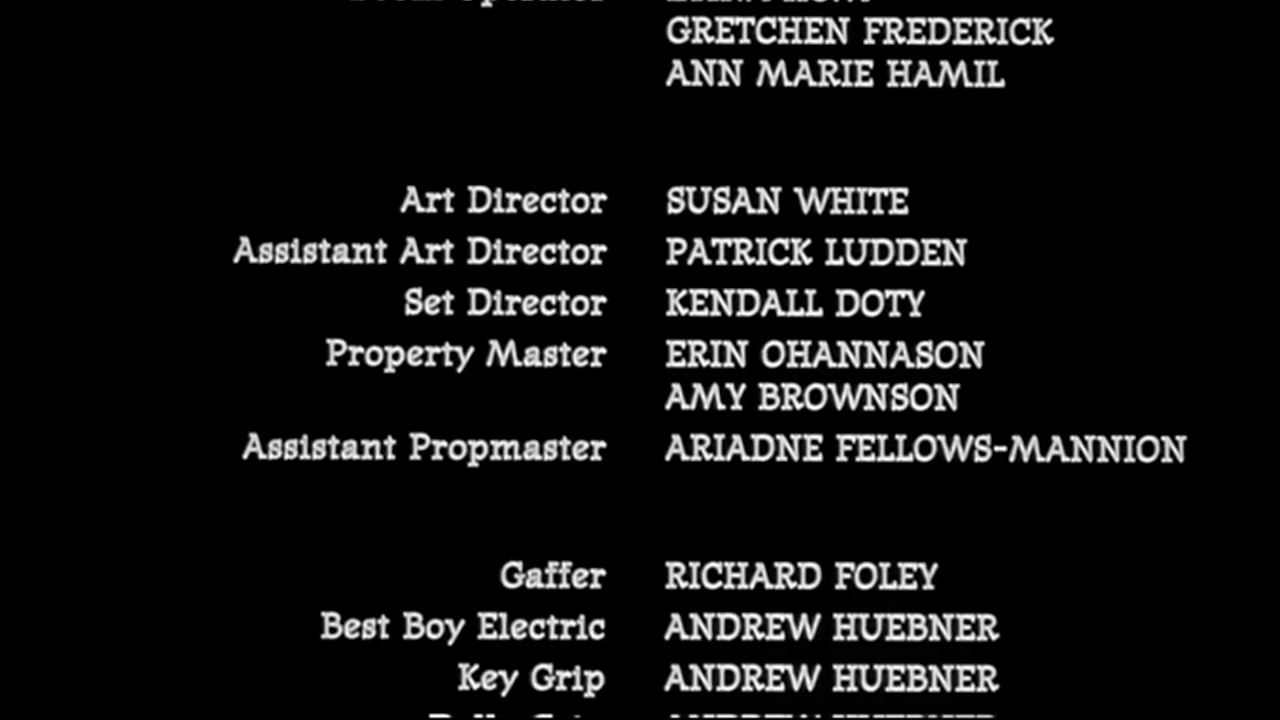 GRETCHEN FREDERICK
ANN MARIE HAMIL
Art Director SUSAN WHITE
Assistant Art Director PATRICK LUDDEN
Set Director KENDALL DOTY
Property Master ERIN OHANNASON
AMY BROWNSON
Assistant Propmaster ARIADNE FELLOWS-MANNION
Gaffer RICHARD FOLEY
Best Boy Electric ANDREW HUEBNER
Key Grip ANDREW HUEBNER